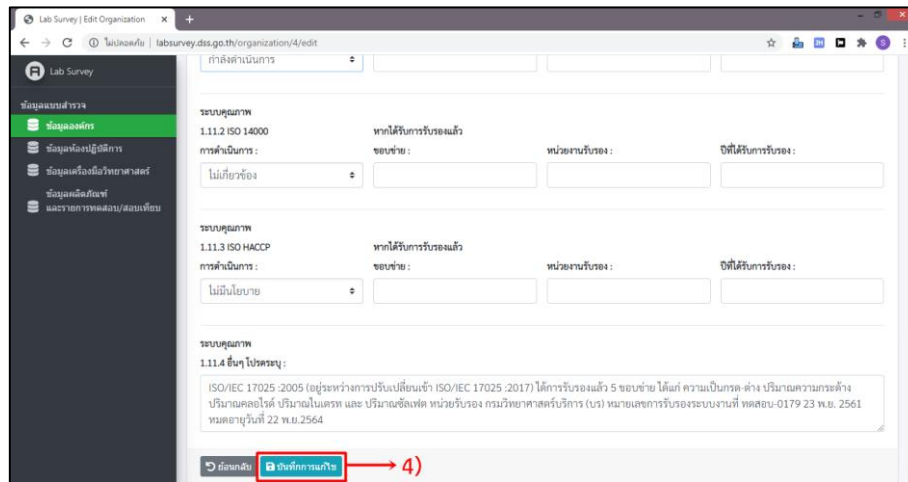 Lab Survey | Edit Organization
ไม่ปลอดภัย | labsurvey.dss.go.th/organization/4/edit
Lab Survey
ข้อมูลแบบสำรวจ
ข้อมูลองค์กร
ข้อมูลห้องปฏิบัติการ
ข้อมูลเครื่องมือวิทยาศาสตร์
ข้อมูลผลิตภัณฑ์
และรายการทดสอบ/สอบเทียบ
กำลังดำเนินการ
ระบบคุณภาพ
1.11.2 ISO 14000 หากได้รับการรับรองแล้ว
การดำเนินการ : ขอบข่าย : หน่วยงานรับรอง : ปีที่ได้รับการรับรอง :
ไม่เกี่ยวข้อง
ระบบคุณภาพ
1.11.3 ISO HACCP หากได้รับการรับรองแล้ว
การดำเนินการ : ขอบข่าย : หน่วยงานรับรอง : ปีที่ได้รับการรับรอง :
ไม่มีนโยบาย
ระบบคุณภาพ
1.11.4 อื่นๆ โปรดระบุ :
ISO/IEC 17025 :2005 (อยู่ระหว่างการปรับเปลี่ยนเข้า ISO/IEC 17025 :2017) ได้การรับรองแล้ว 5 ขอบข่าย ได้แก่ ความเป็นกรด-ด่าง ปริมาณความกระด้าง
ปริมาณคลอไรด์ ปริมาณไนเตรท และ ปริมาณซัลเฟต หน่วยรับรอง กรมวิทยาศาสตร์บริการ (บร) หมายเลขการรับรองระบบงานที่ ทดสอบ-0179 23 พ.ย. 2561
หมดอายุวันที่ 22 พ.ย.2564
ย้อนกลับ บันทึกการแก้ไข 4)